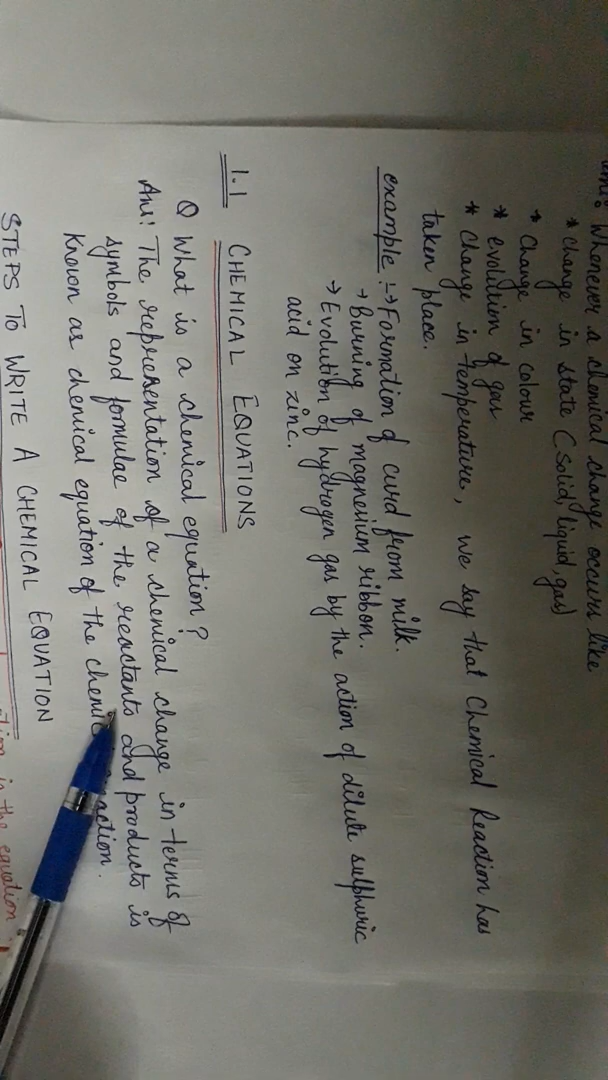 Whenever a chemical change occurs like
* change in state (solid, liquid, gas)
* change in colour
* evolution of gas
* change in temperature, we say that Chemical Reaction has
taken place.
example :→ Formation of curd from milk.
→ Burning of magnesium ribbon.
→ Evolution of hydrogen gas by the action of dilute sulphuric
acid on zinc.
1.1 CHEMICAL EQUATIONS
Q What is a chemical equation?
Ans: The representation of a chemical change in terms of
symbols and formulae of the reactants and products is
known as chemical equation of the
STEPS TO WRITE A CHEMICAL EQUATION
in the equation